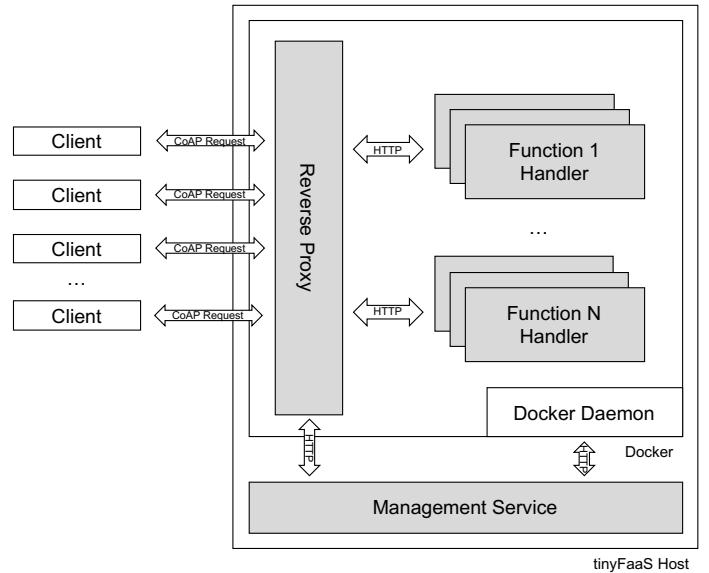 Client
CoAP Request
Client
CoAP Request
Client
CoAP Request
...
Client
CoAP Request
Reverse Proxy
HTTP
Function 1
Handler
...
HTTP
Function N
Handler
Docker Daemon
HTTP
HTTP
Docker
Management Service
tinyFaaS Host